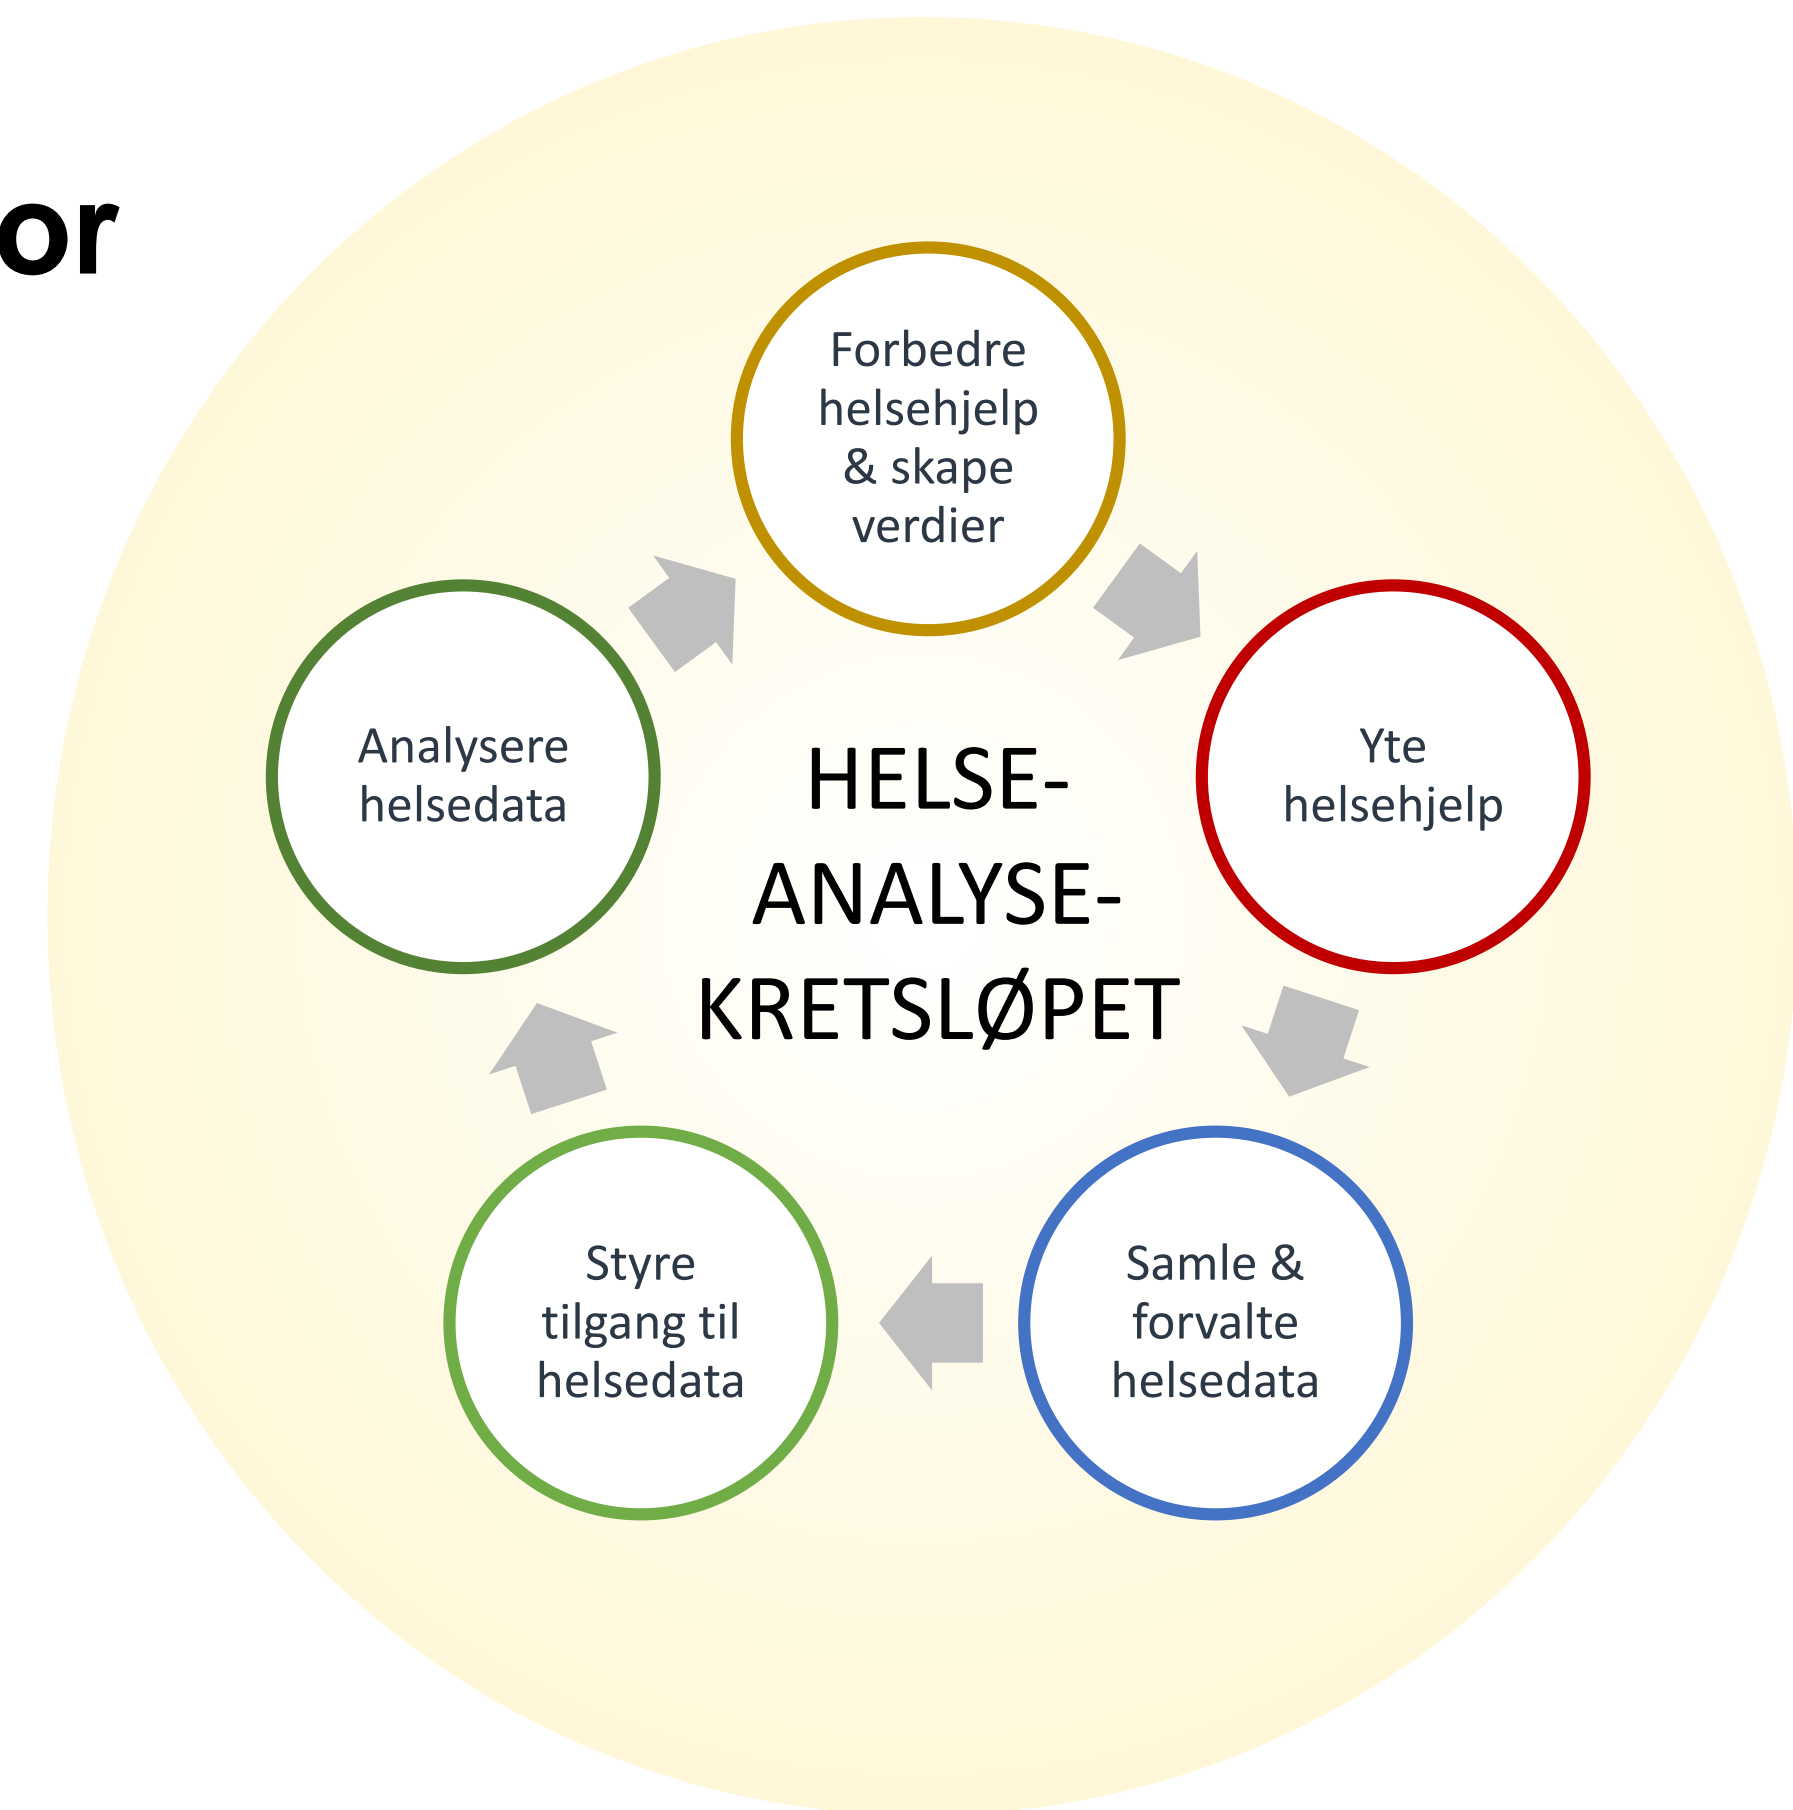 or
Forbedre
helsehjelp
& skape
verdier
Yte
helsehjelp
Samle &
forvalte
helsedata
Styre
tilgang til
helsedata
Analysere
helsedata
HELSE-
ANALYSE-
KRETSLØPET